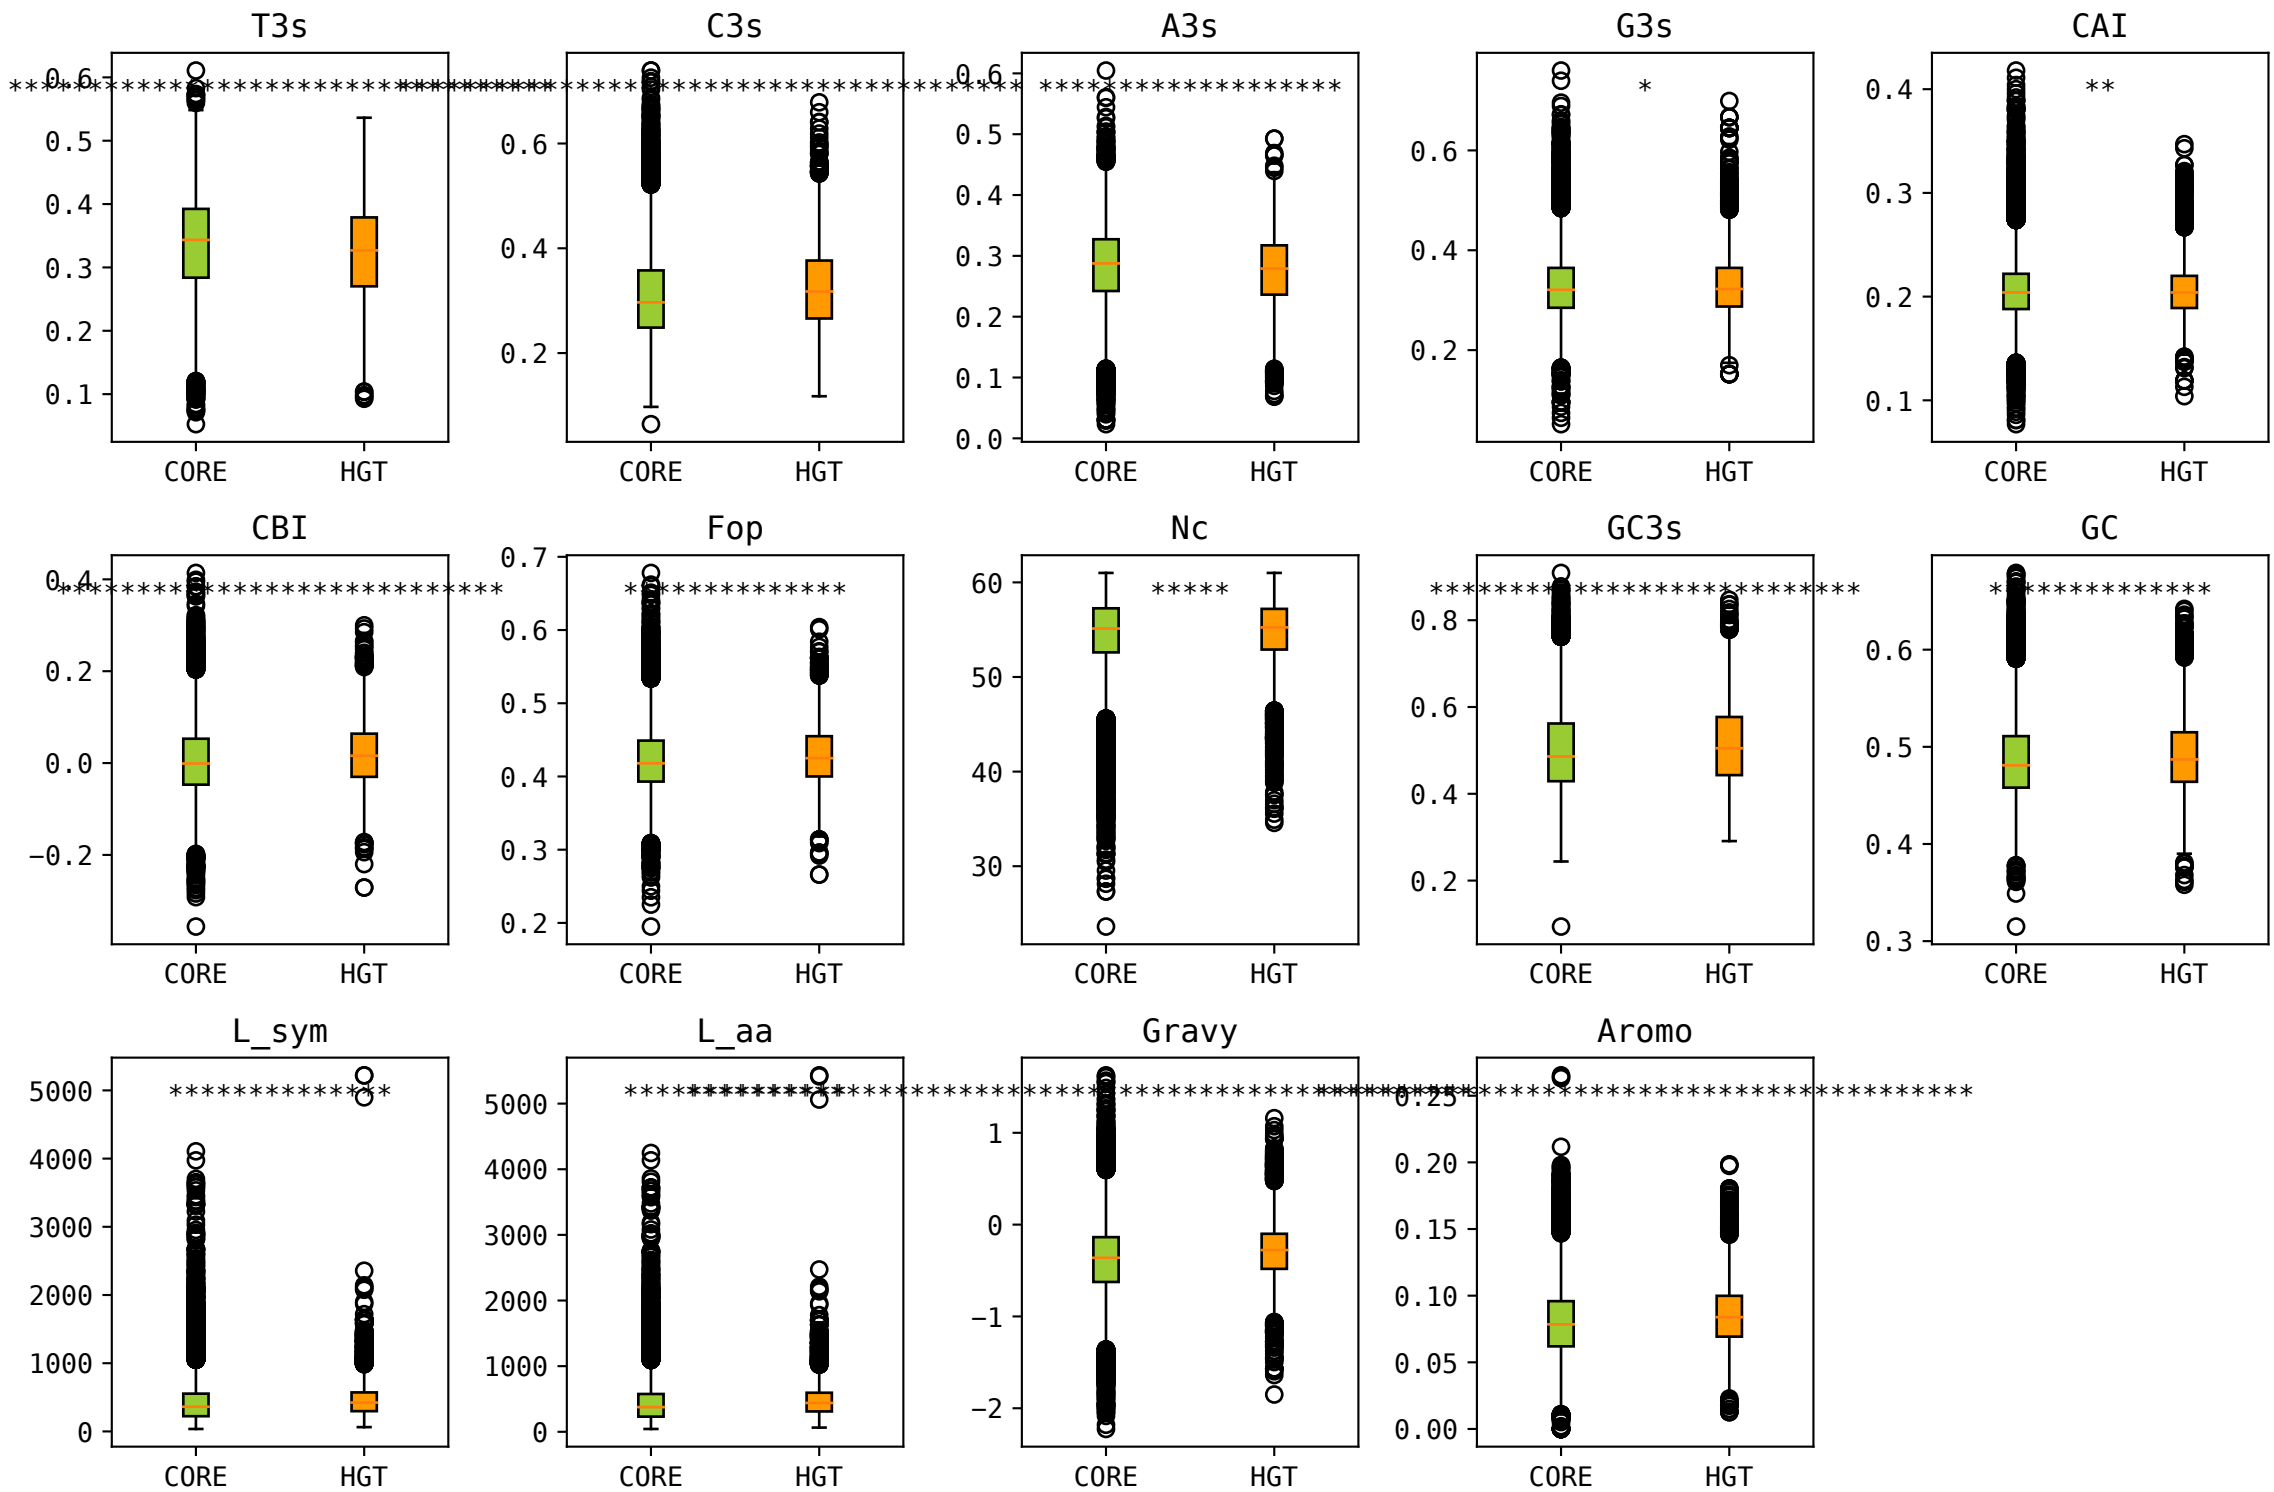 T3s C3s A3s G3s CAI
0.6 0.5 0.4 0.3 0.2 0.1
CORE HGT
0.6 0.4 0.2
CORE HGT
0.6 0.5 0.4 0.3 0.2 0.1 0.0
CORE HGT
*
0.6 0.4 0.2
CORE HGT
**
0.4 0.3 0.2 0.1
CORE HGT
CBI Fop Nc GC3s GC
0.4 0.2 0.0 −0.2
CORE HGT
**************
0.7 0.6 0.5 0.4 0.3 0.2
CORE HGT
*****
60 50 40 30
CORE HGT
***************************
0.8 0.6 0.4 0.2
CORE HGT
**************
0.6 0.5 0.4 0.3
CORE HGT
L_sym L_aa Gravy Aromo
**************
5000 4000 3000 2000 1000 0
CORE HGT
5000 4000 3000 2000 1000 0
CORE HGT
1 0 −1 −2
CORE HGT
0.25 0.20 0.15 0.10 0.05 0.00
CORE HGT